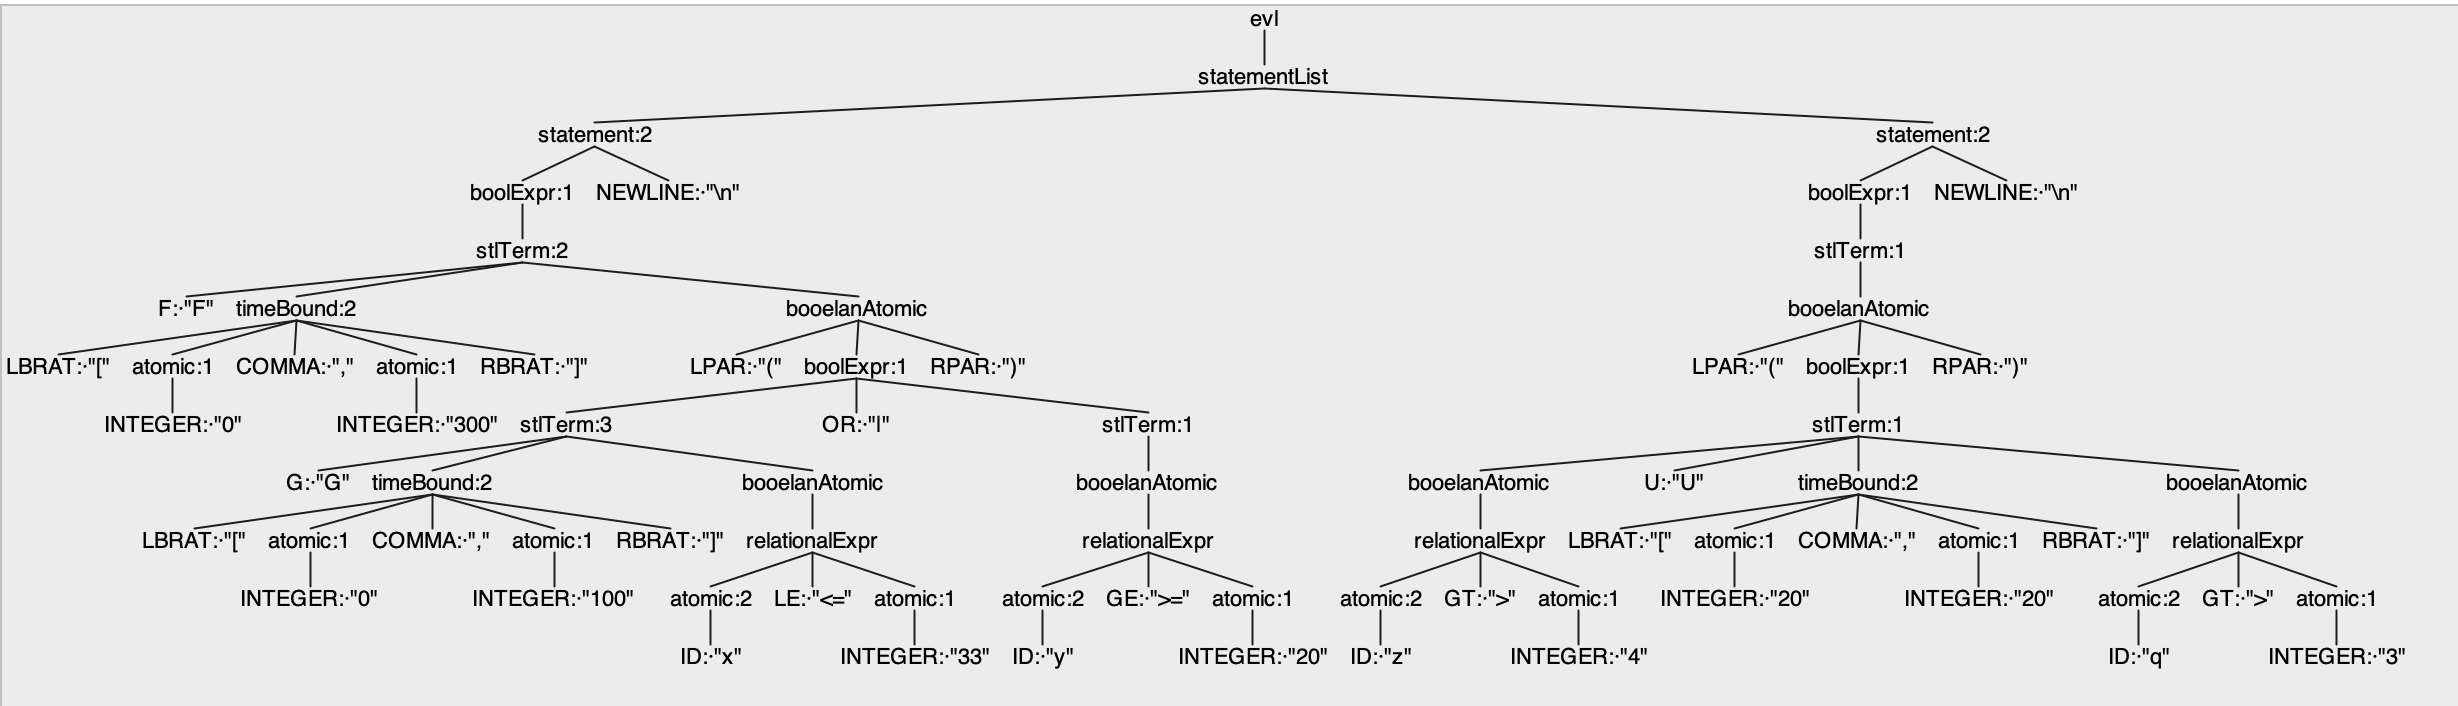 evl
statementList
statement:2 statement:2
boolExpr:1 NEWLINE:·"\n" boolExpr:1 NEWLINE:·"\n"
stlTerm:2 stlTerm:1
F:·"F" timeBound:2 booelanAtomic booelanAtomic
LBRAT:·"[" atomic:1 COMMA:·"," atomic:1 RBRAT:·"]" LPAR:·"(" boolExpr:1 RPAR:·")" LPAR:·"(" boolExpr:1 RPAR:·")"
INTEGER:·"0" INTEGER:·"300" stlTerm:3 OR:·"|" stlTerm:1 stlTerm:1
G:·"G" timeBound:2 booelanAtomic booelanAtomic booelanAtomic U:·"U" timeBound:2 booelanAtomic
LBRAT:·"[" atomic:1 COMMA:·"," atomic:1 RBRAT:·"]" relationalExpr relationalExpr relationalExpr LBRAT:·"[" atomic:1 COMMA:·"," atomic:1 RBRAT:·"]" relationalExpr
INTEGER:·"0" INTEGER:·"100" atomic:2 LE:·"<=" atomic:1 atomic:2 GE:·">=" atomic:1 atomic:2 GT:·">" atomic:1 INTEGER:·"20" INTEGER:·"20" atomic:2 GT:·">" atomic:1
ID:·"x" INTEGER:·"33" ID:·"y" INTEGER:·"20" ID:·"z" INTEGER:·"4" ID:·"q" INTEGER:·"3"